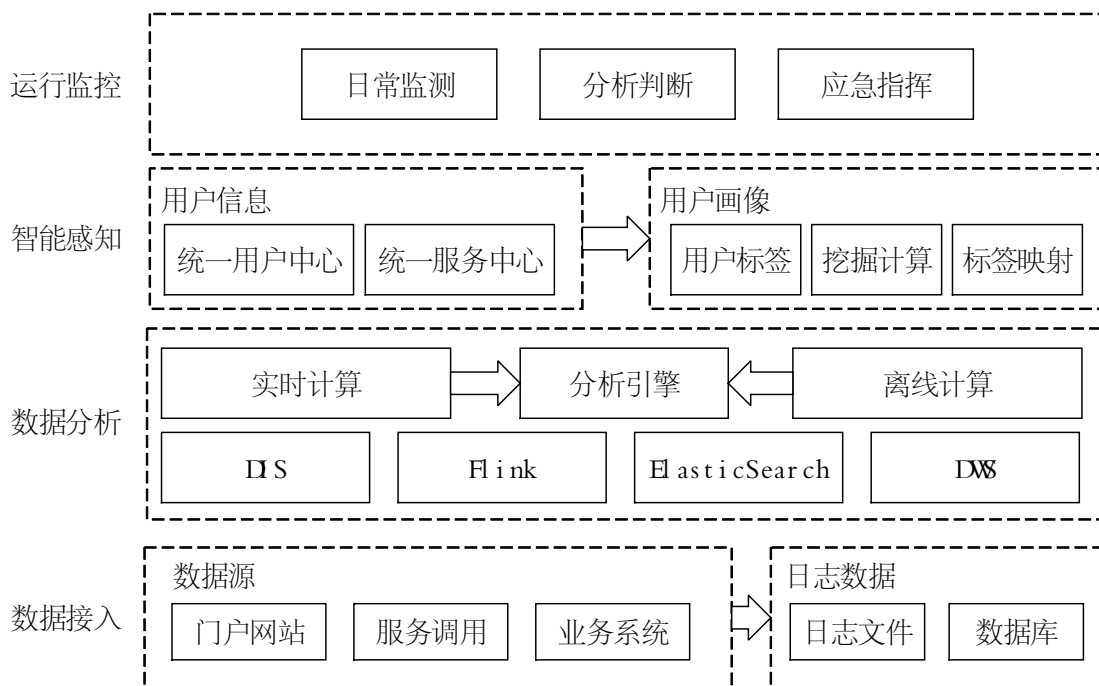 运行监控
日常监测 分析判断 应急指挥
智能感知
用户信息
统一用户中心 统一服务中心
用户画像
用户标签 挖掘计算 标签映射
数据分析
实时计算 分析引擎 离线计算
DIS Flink ElasticSearch DWS
数据接入
数据源
门户网站 服务调用 业务系统
日志数据
日志文件 数据库